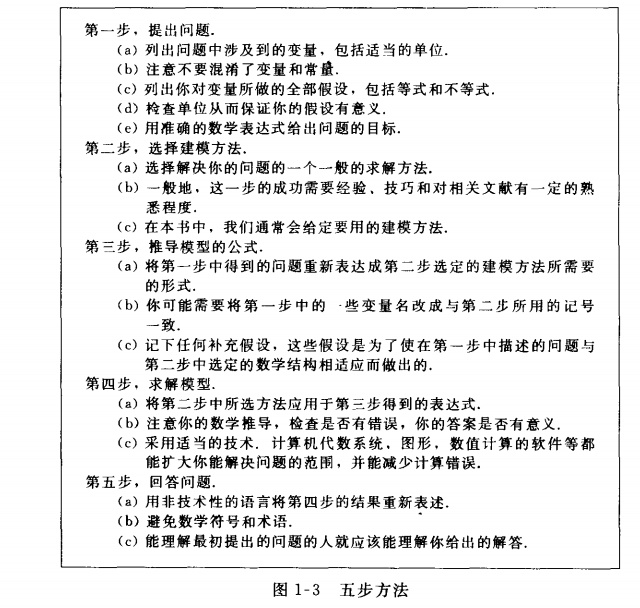 第一步，提出问题.
(a) 列出问题中涉及到的变量，包括适当的单位.
(b) 注意不要混淆了变量和常量.
(c) 列出你对变量所做的全部假设，包括等式和不等式.
(d) 检查单位从而保证你的假设有意义.
(e) 用准确的数学表达式给出问题的目标.
第二步，选择建模方法.
(a) 选择解决你的问题的一个一般的求解方法.
(b) 一般地，这一步的成功需要经验、技巧和对相关文献有一定的熟
悉程度.
(c) 在本书中，我们通常会给定要用的建模方法.
第三步，推导模型的公式.
(a) 将第一步中得到的问题重新表达成第二步选定的建模方法所需要
的形式.
(b) 你可能需要将第一步中的一些变量名改成与第二步所用的记号
一致.
(c) 记下任何补充假设，这些假设是为了使在第一步中描述的问题与
第二步中选定的数学结构相适应而做出的.
第四步，求解模型.
(a) 将第二步中所选方法应用于第三步得到的表达式.
(b) 注意你的数学推导，检查是否有错误，你的答案是否有意义.
(c) 采用适当的技术. 计算机代数系统，图形，数值计算的软件等都
能扩大你能解决问题的范围，并能减少计算错误.
第五步，回答问题.
(a) 用非技术性的语言将第四步的结果重新表述.
(b) 避免数学符号和术语.
(c) 能理解最初提出的问题的人就应该能理解你给出的解答.
图 1-3 五步方法